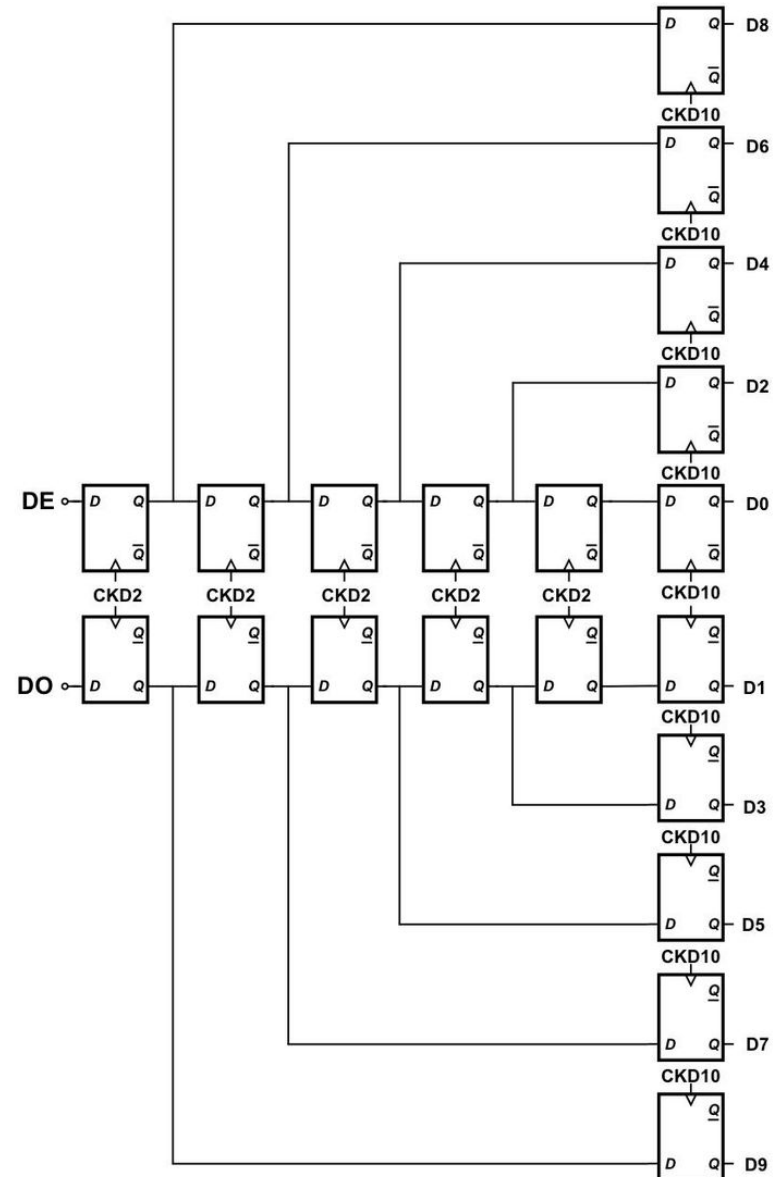 D Q D8
Q
CKD10
D Q D6
Q
CKD10
D Q D4
Q
CKD10
D Q D2
Q
CKD10
DE D Q D Q D Q D Q D Q D Q D0
Q Q Q Q Q Q
CKD2 CKD2 CKD2 CKD2 CKD2 CKD10
Q Q Q Q Q Q
DO D Q D Q D Q D Q D Q D Q D1
CKD10
Q
D Q D3
CKD10
Q
D Q D5
CKD10
Q
D Q D7
CKD10
Q
D Q D9